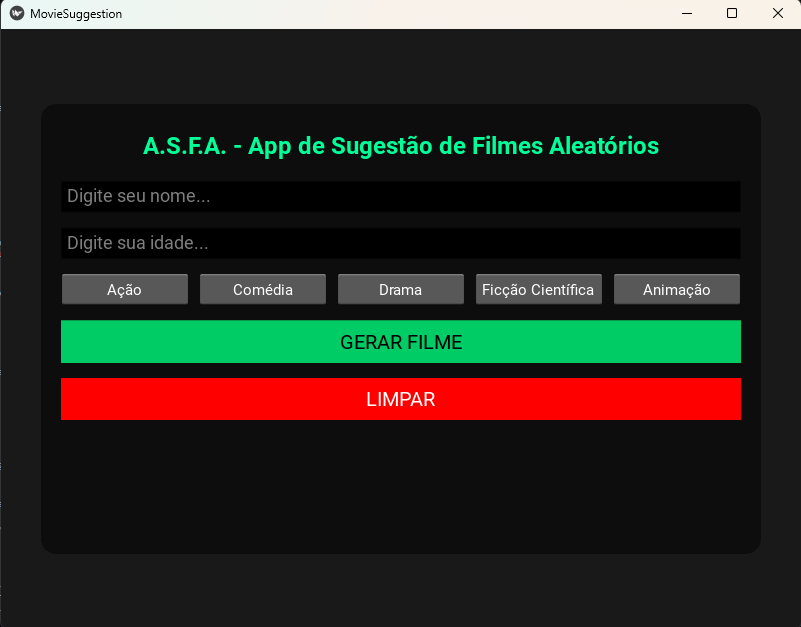 MovieSuggestion
A.S.F.A. - App de Sugestão de Filmes Aleatórios
Digite seu nome...
Digite sua idade...
Ação Comédia Drama Ficção Científica Animação
GERAR FILME
LIMPAR